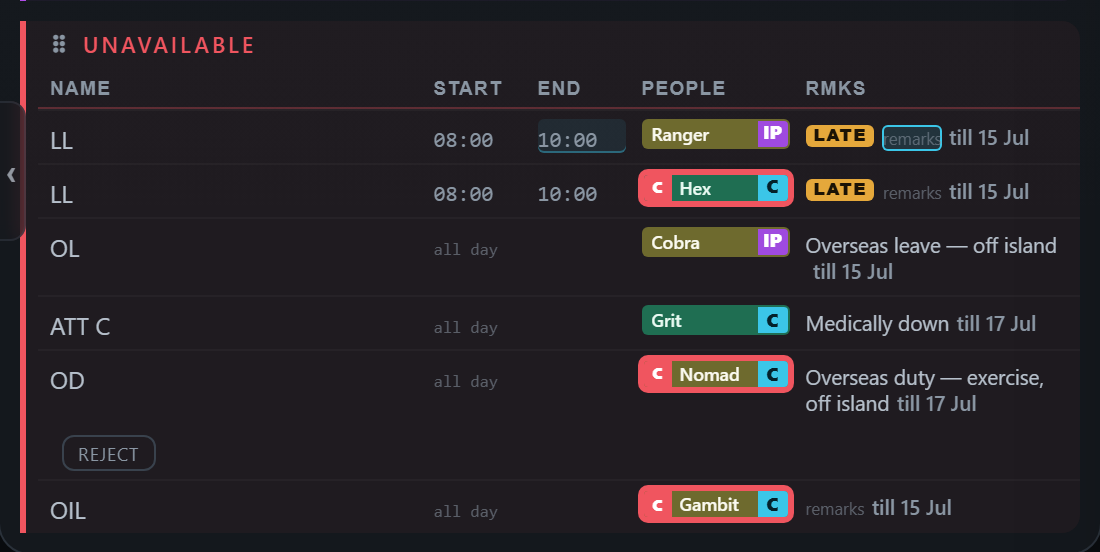 UNAVAILABLE
NAME START END PEOPLE RMKS
LL 08:00 10:00 Ranger IP LATE remarks till 15 Jul
LL 08:00 10:00 C Hex C LATE remarks till 15 Jul
OL all day Cobra IP Overseas leave — off island
till 15 Jul
ATT C all day Grit C Medically down till 17 Jul
OD all day C Nomad C Overseas duty — exercise,
off island till 17 Jul
REJECT
OIL all day C Gambit C remarks till 15 Jul